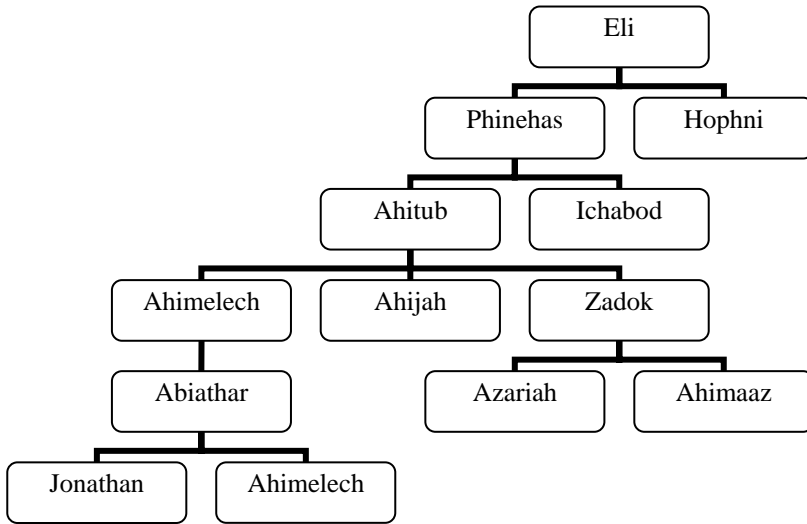 Eli
Phinehas
Hophni
Ahitub
Ichabod
Ahimelech
Ahijah
Zadok
Abiathar
Azariah
Ahimaaz
Jonathan
Ahimelech